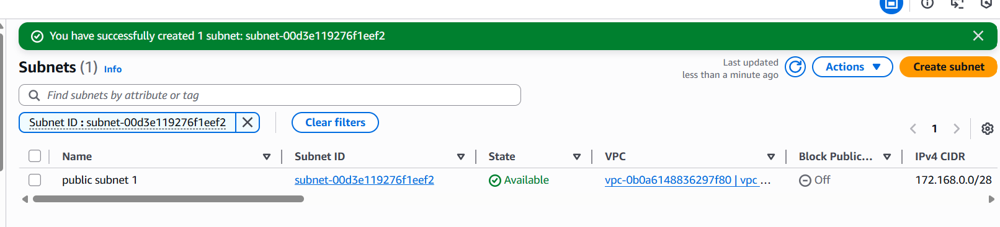 You have successfully created 1 subnet: subnet-00d3e119276f1eef2
Subnets (1) Info
Last updated
less than a minute ago
Actions
Create subnet
Find subnets by attribute or tag
Subnet ID : subnet-00d3e119276f1eef2
Clear filters
1
Name Subnet ID State VPC Block Public... IPv4 CIDR
public subnet 1 subnet-00d3e119276f1eef2 Available vpc-0b0a6148836297f80 | vpc ... Off 172.168.0.0/28